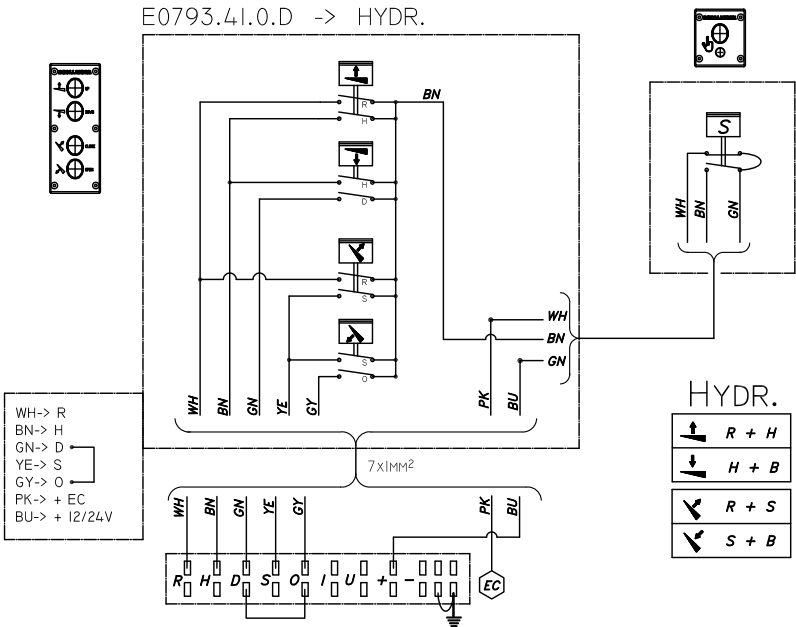 E0793.41.0.D -> HYDR.
BN
R
H
H
D
R
S
S
O
S
WH
BN
GN
WH
BN
GN
WH
BN
GN
YE
GY
PK
BU
WH-> R
BN-> H
GN-> D
YE-> S
GY-> O
PK-> + EC
BU-> + 12/24V
7x1MM²
WH
BN
GN
YE
GY
PK
BU
R H D S O I U + -
EC
HYDR.
R + H
H + B
R + S
S + B